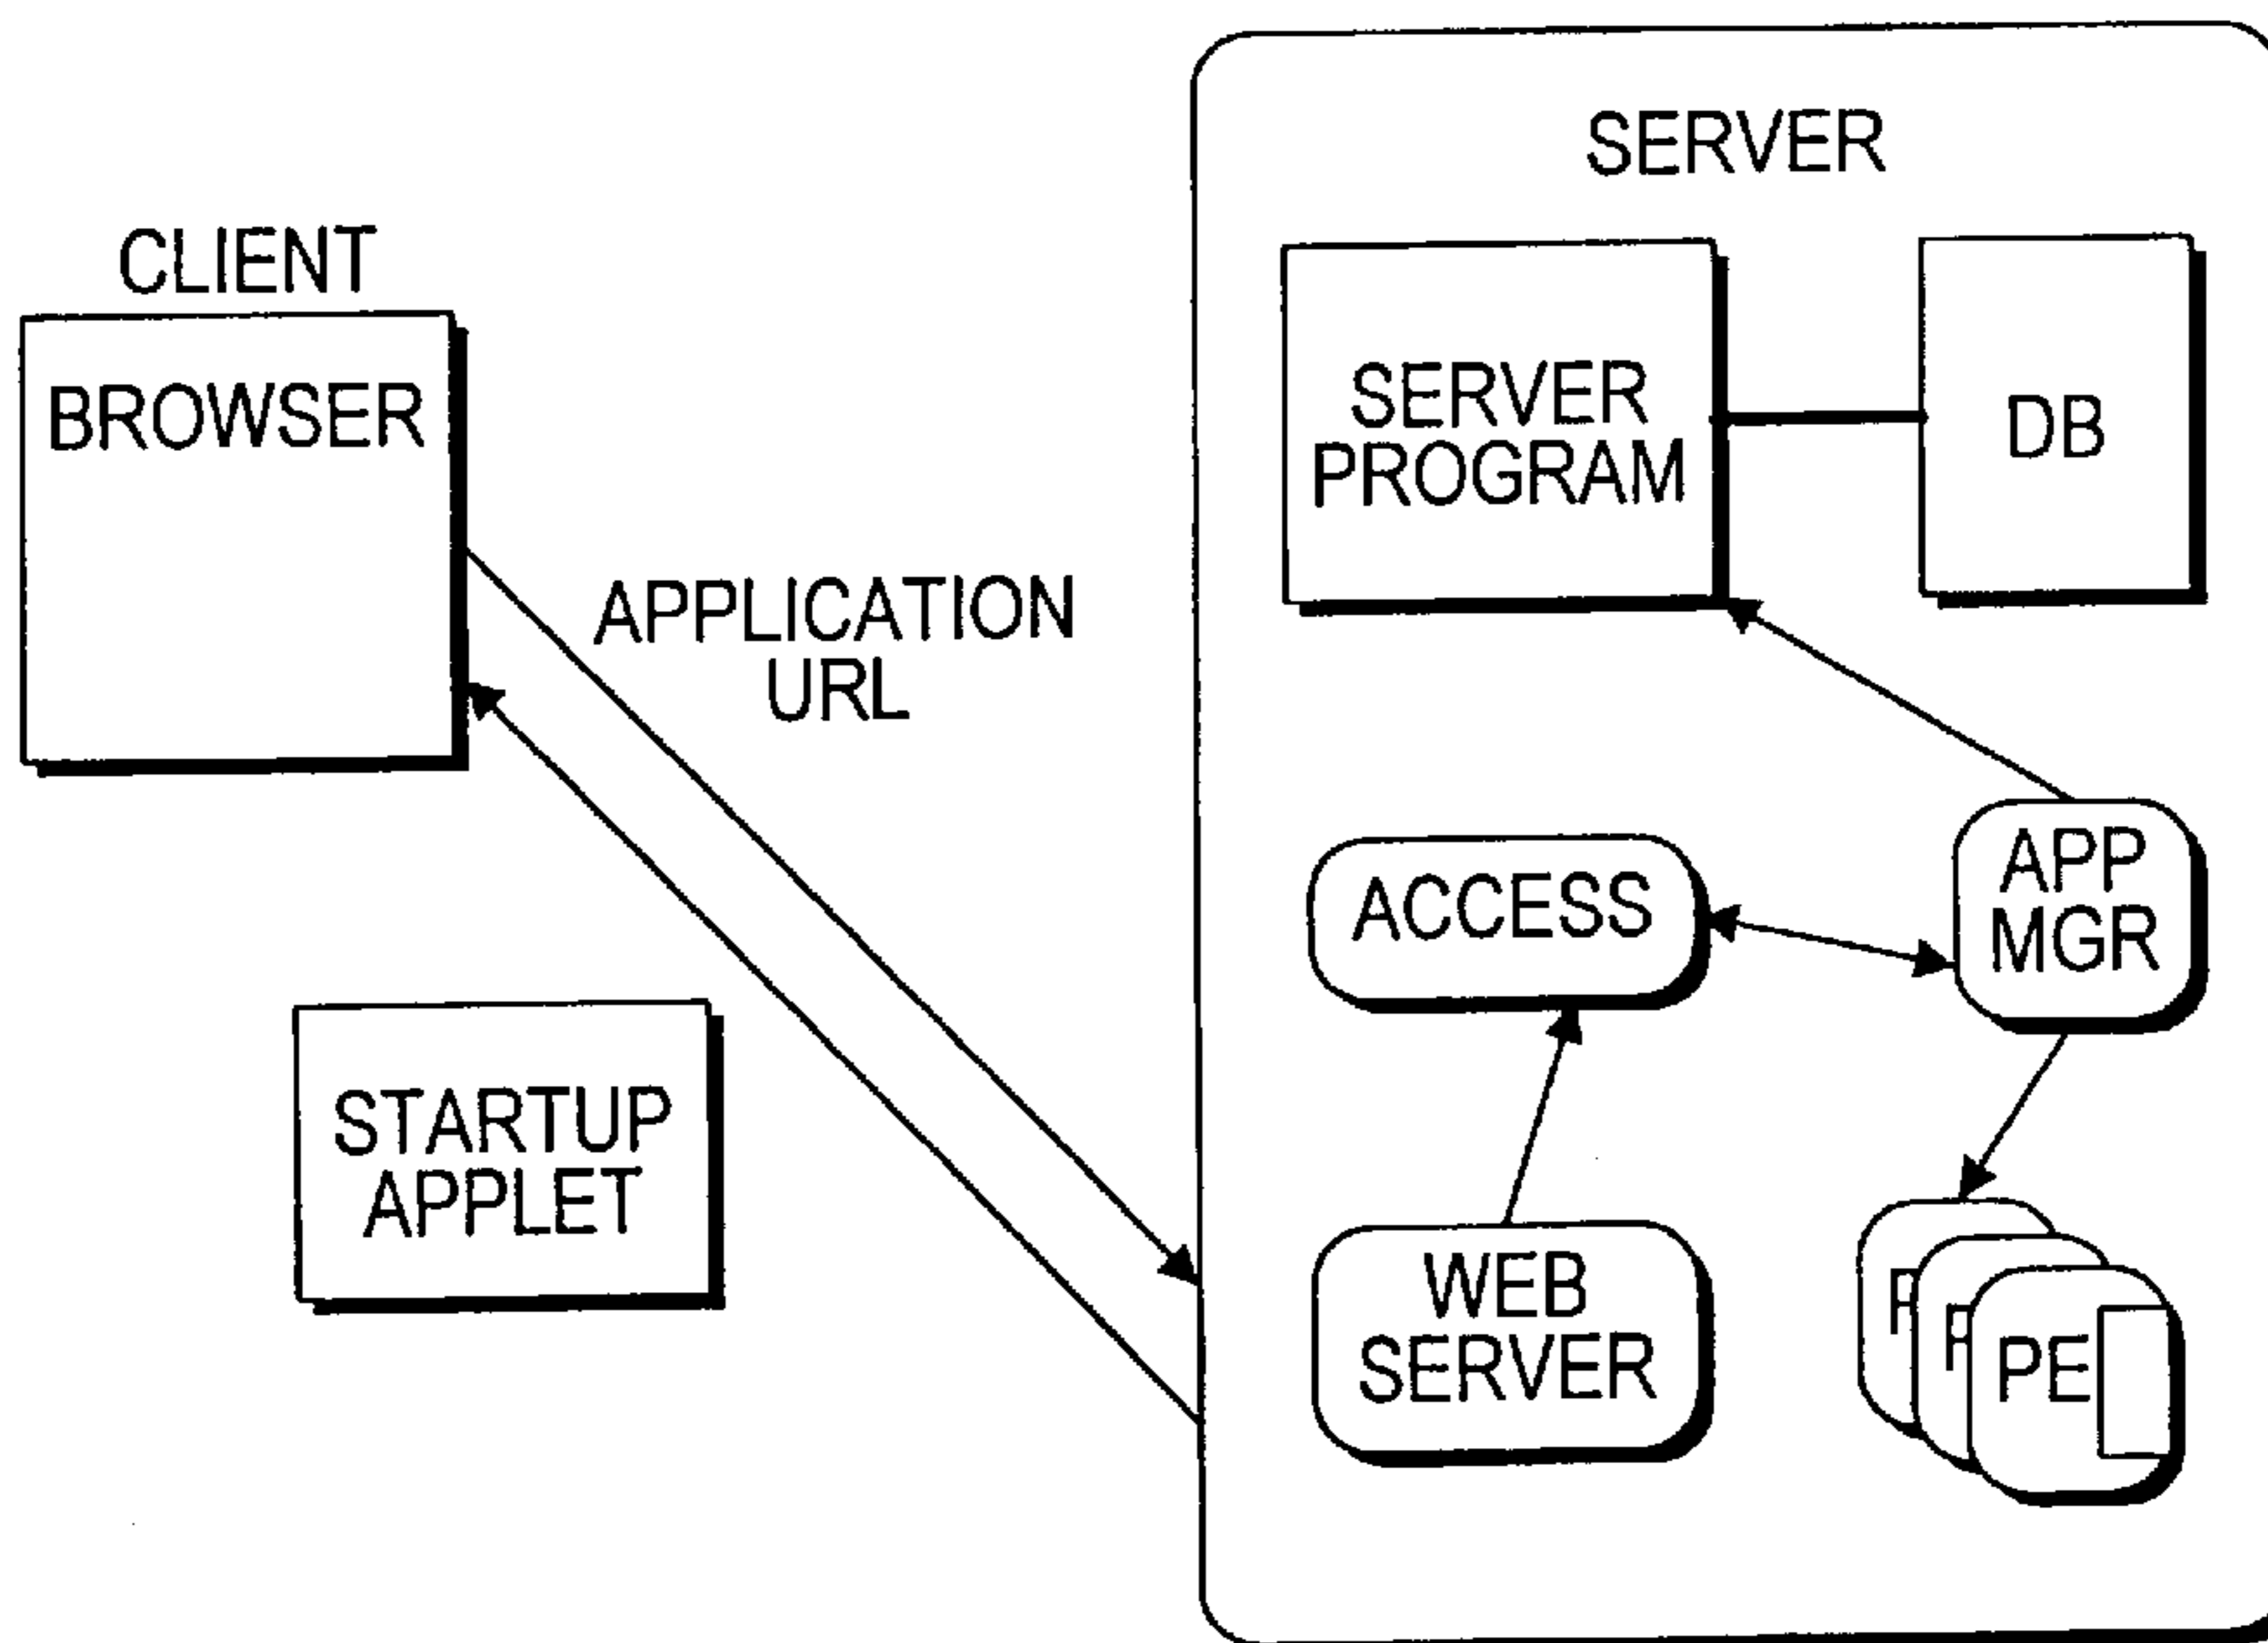 SERVER
CLIENT
BROWSER
SERVER
PROGRAM
DB
APPLICATION
URL
ACCESS
APP
MGR
STARTUP
APPLET
WEB
SERVER
PE